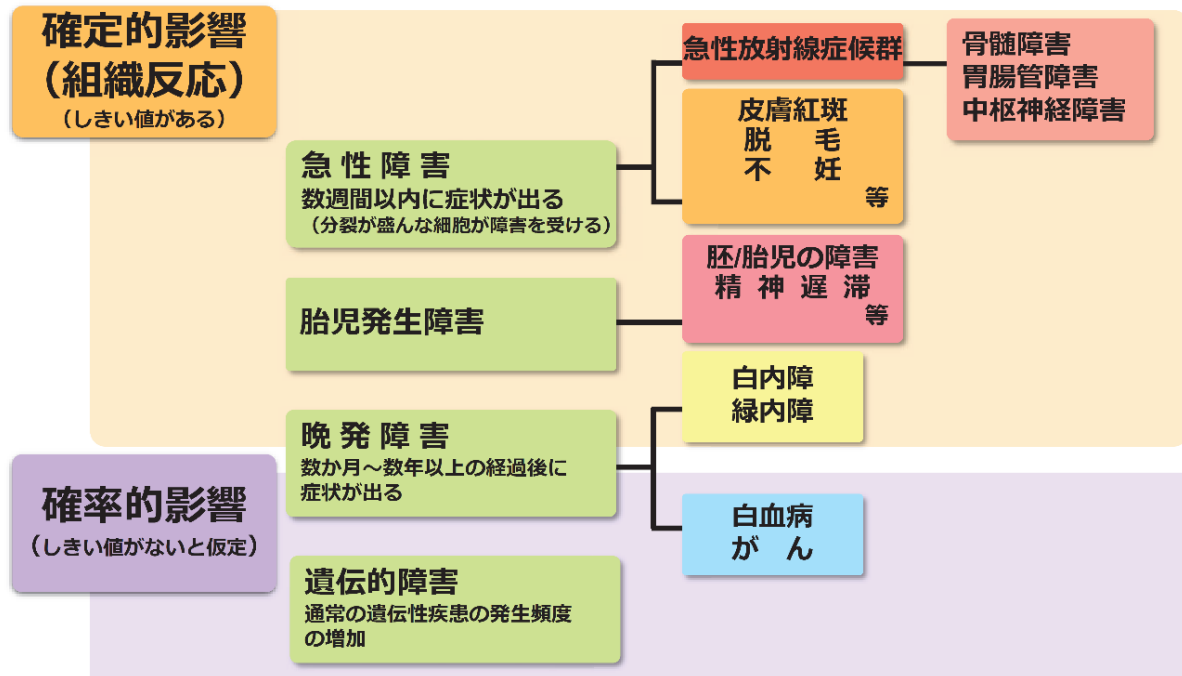 確定的影響
（組織反応）
（しきい値がある）
急性障害
数週間以内に症状が出る
（分裂が盛んな細胞が障害を受ける）
急性放射線症候群
骨髄障害
胃腸管障害
中枢神経障害
皮膚紅斑
脱毛
不妊
等
胎児発生障害
胚/胎児の障害
精神遅滞
等
晩発障害
数か月～数年以上の経過後に
症状が出る
白内障
緑内障
白血病
がん
確率的影響
（しきい値がないと仮定）
遺伝的障害
通常の遺伝性疾患の発生頻度
の増加